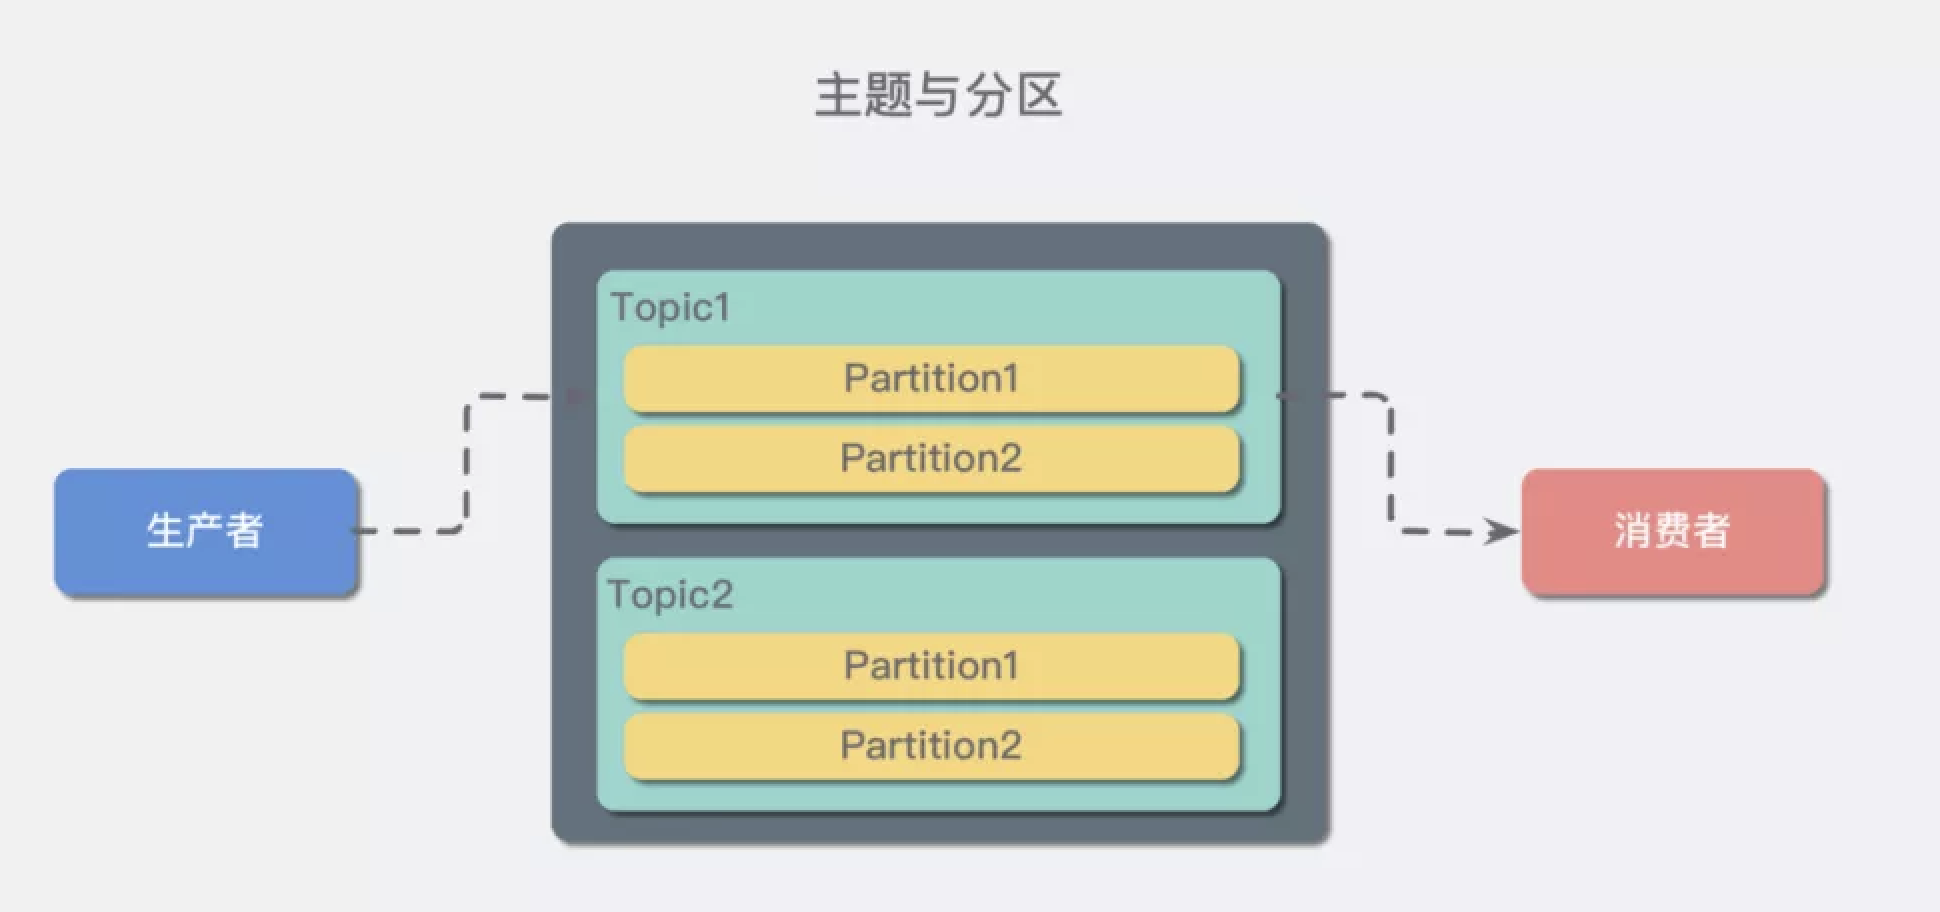 主题与分区
Topic1
Partition1
Partition2
生产者
消费者
Topic2
Partition1
Partition2